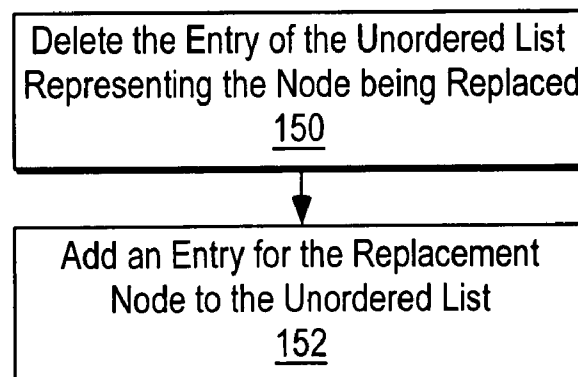 Delete the Entry of the Unordered List
Representing the Node being Replaced
150
Add an Entry for the Replacement
Node to the Unordered List
152